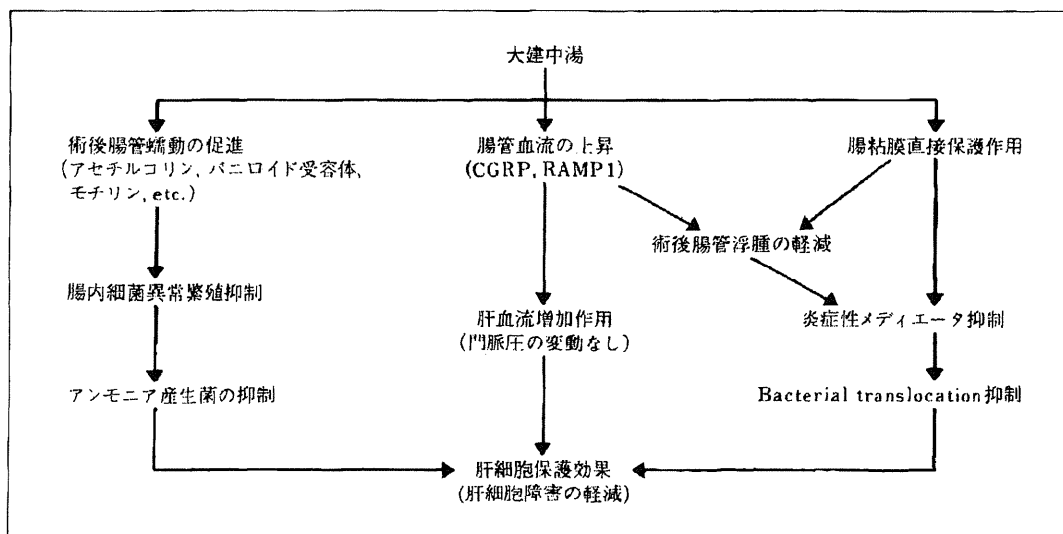 大建中湯
術後腸管蠕動の促進
(アセチルコリン, バニロイド受容体,
モチリン, etc.)
腸管血流の上昇
(CGRP, RAMP1)
腸粘膜直接保護作用
術後腸管浮腫の軽減
腸内細菌異常繁殖抑制
肝血流増加作用
(門脈圧の変動なし)
炎症性メディエータ抑制
アンモニア産生菌の抑制
Bacterial translocation抑制
肝細胞保護効果
(肝細胞障害の軽減)